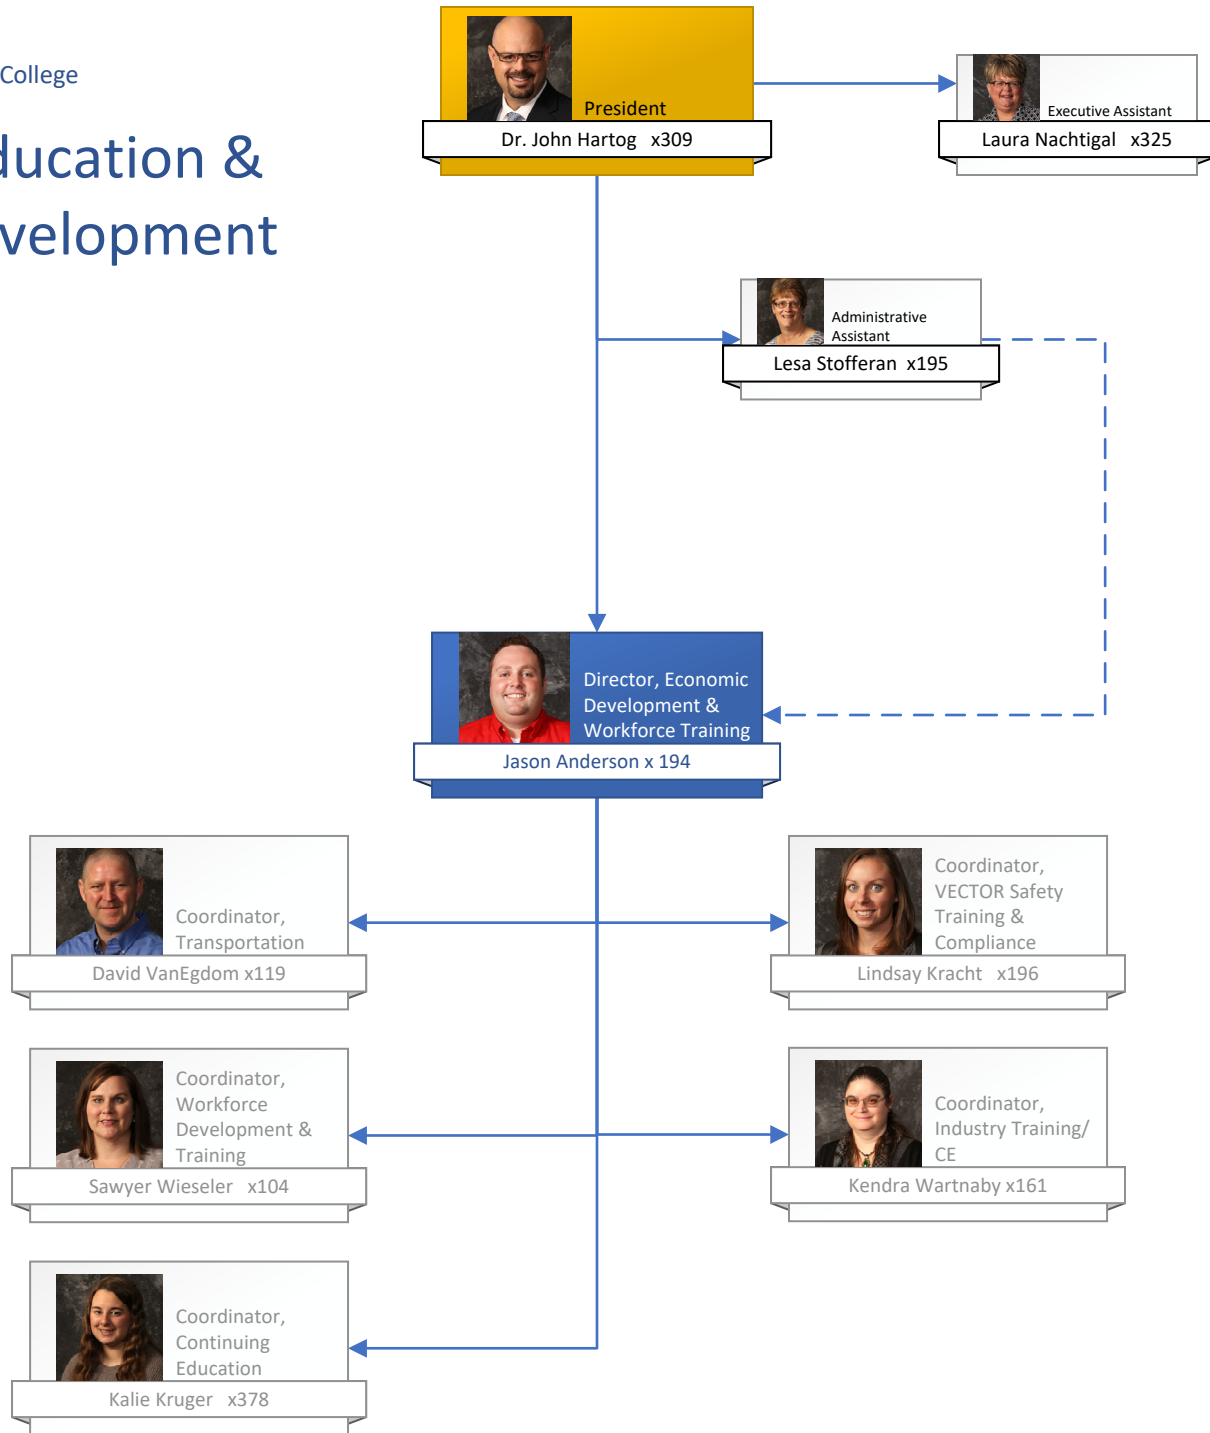 College
ducation &
velopment
President
Dr. John Hartog x309
Executive Assistant
Laura Nachtigal x325
Administrative
Assistant
Lesa Stofferan x195
Director, Economic
Development &
Workforce Training
Jason Anderson x 194
Coordinator,
Transportation
David VanEgdom x119
Coordinator,
VECTOR Safety
Training &
Compliance
Lindsay Kracht x196
Coordinator,
Workforce
Development &
Training
Sawyer Wieseler x104
Coordinator,
Industry Training/
CE
Kendra Wartnaby x161
Coordinator,
Continuing
Education
Kalie Kruger x378